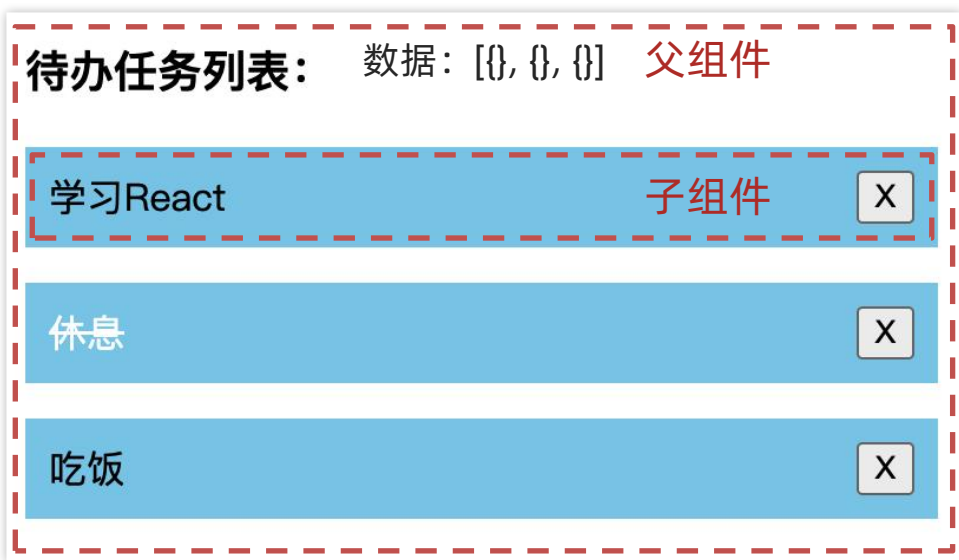 待办任务列表： 数据：[{}, {}, {}] 父组件
学习React 子组件 X
休息 X
吃饭 X